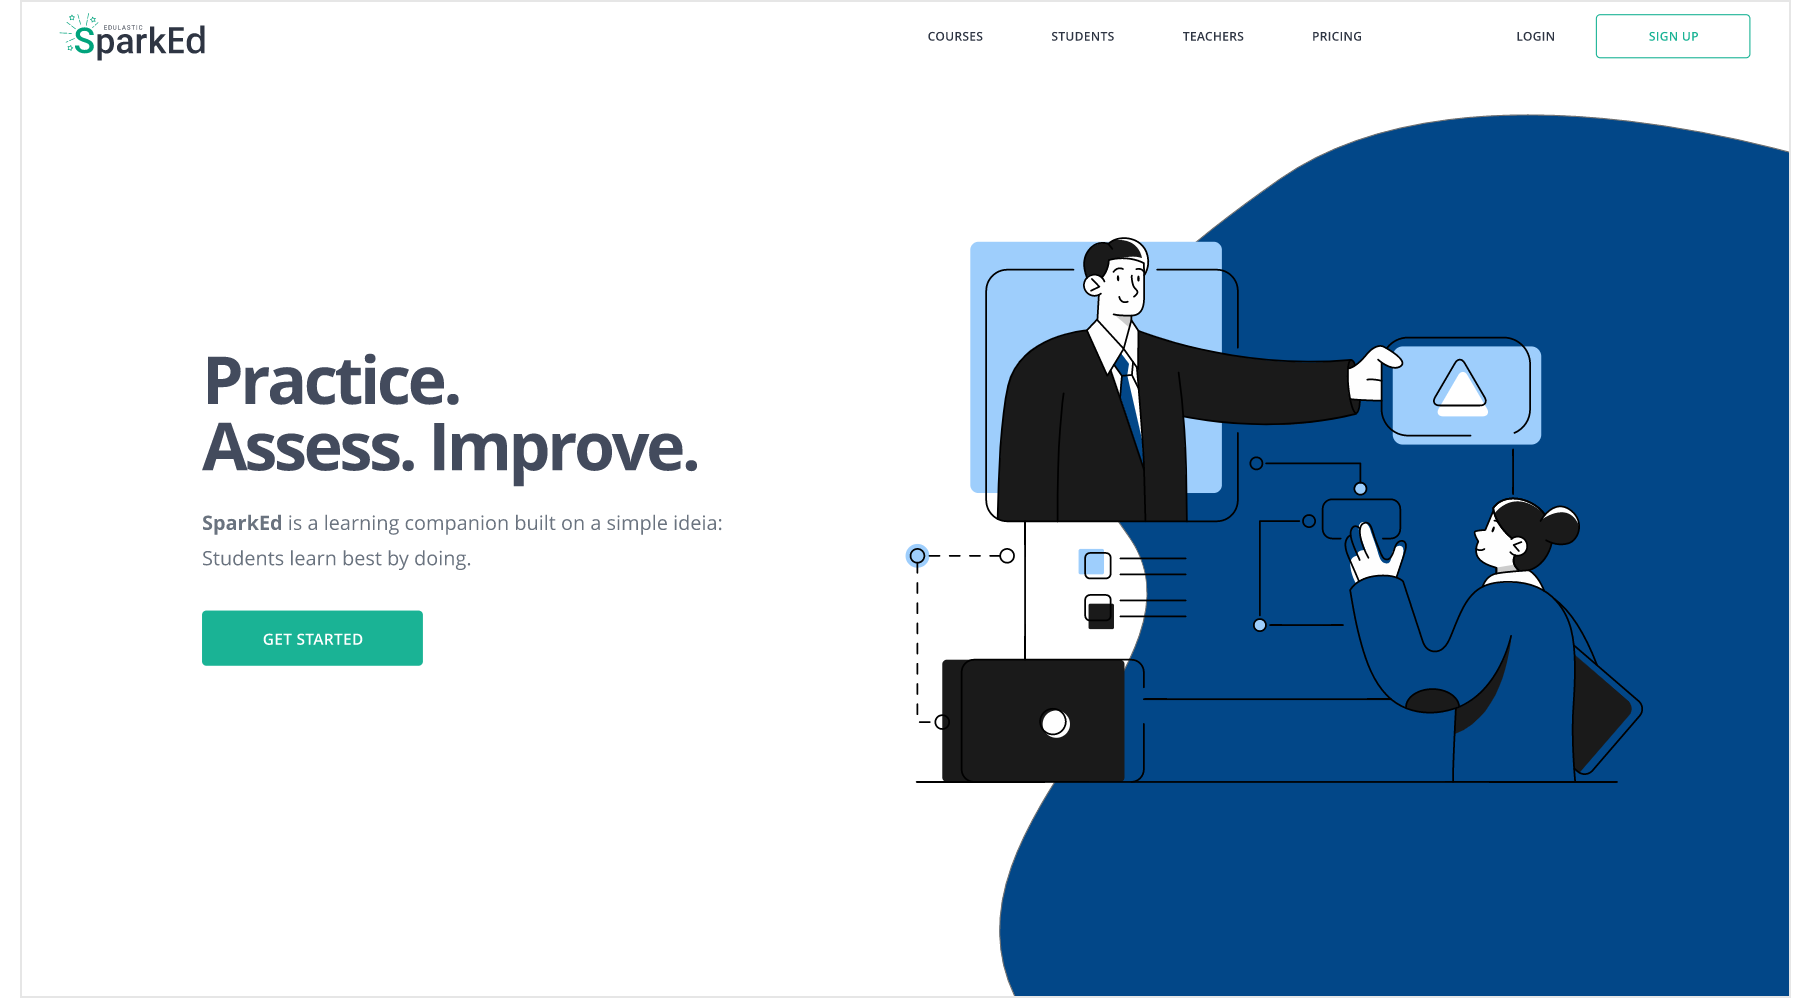 EDULASTIC
SparkEd
COURSES STUDENTS TEACHERS PRICING LOGIN SIGN UP
Practice.
Assess. Improve.
SparkEd is a learning companion built on a simple ideia:
Students learn best by doing.
GET STARTED